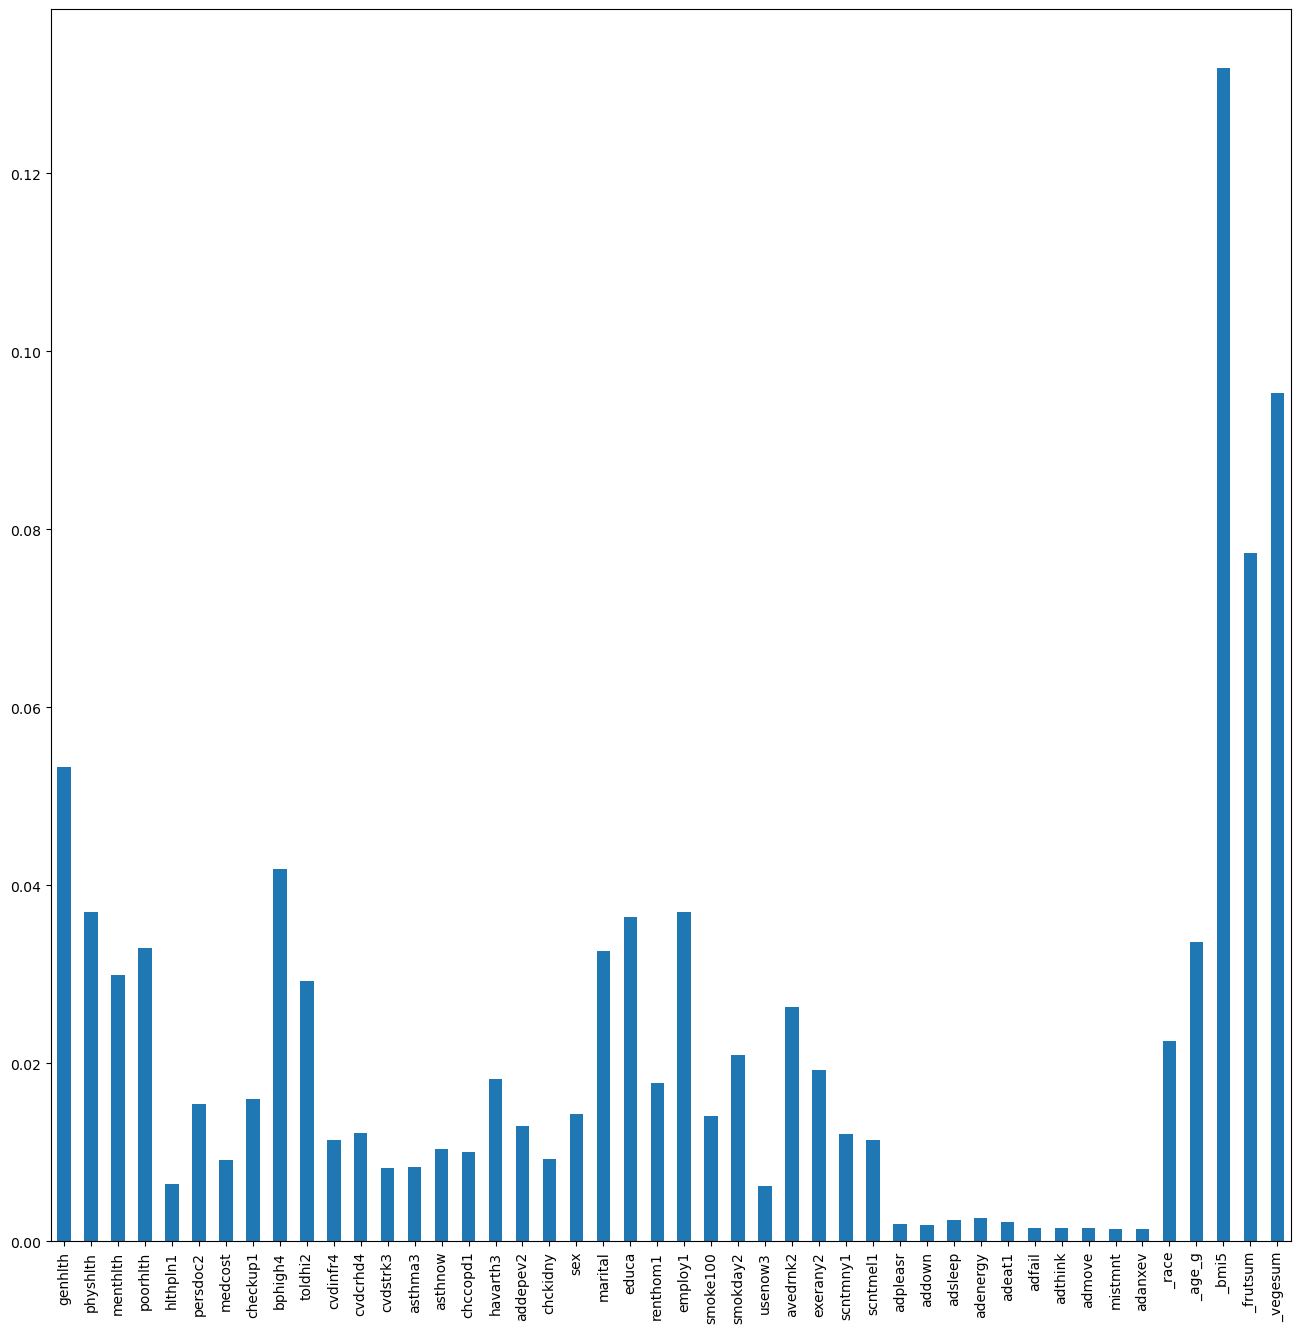 0.12
0.10
0.08
0.06
0.04
0.02
0.00
genhlth
physhlth
menthlth
poorhlth
hlthpln1
persdoc2
medcost
checkup1
bphigh4
toldhi2
cvdinfr4
cvdcrhd4
cvdstrk3
asthma3
asthnow
chccopd1
havarth3
addepev2
chckidny
sex
marital
educa
renthom1
employ1
smoke100
smokday2
usenow3
avedrnk2
exerany2
scntmny1
scntmel1
adpleasr
addown
adsleep
adenergy
adeat1
adfail
adthink
admove
mistmnt
adanxev
_race
_age_g
_bmi5
_frutsum
_vegesum